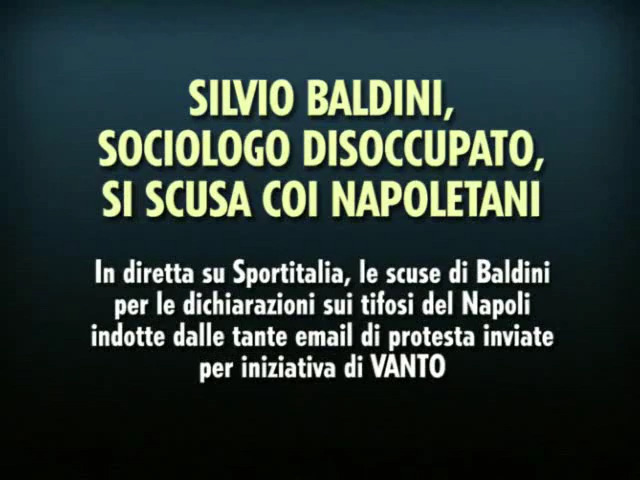 SILVIO BALDINI,
SOCIOLOGO DISOCCUPATO,
SI SCUSA COI NAPOLETANI
In diretta su Sportitalia, le scuse di Baldini
per le dichiarazioni sui tifosi del Napoli
indotte dalle tante email di protesta inviate
per iniziativa di VANTO